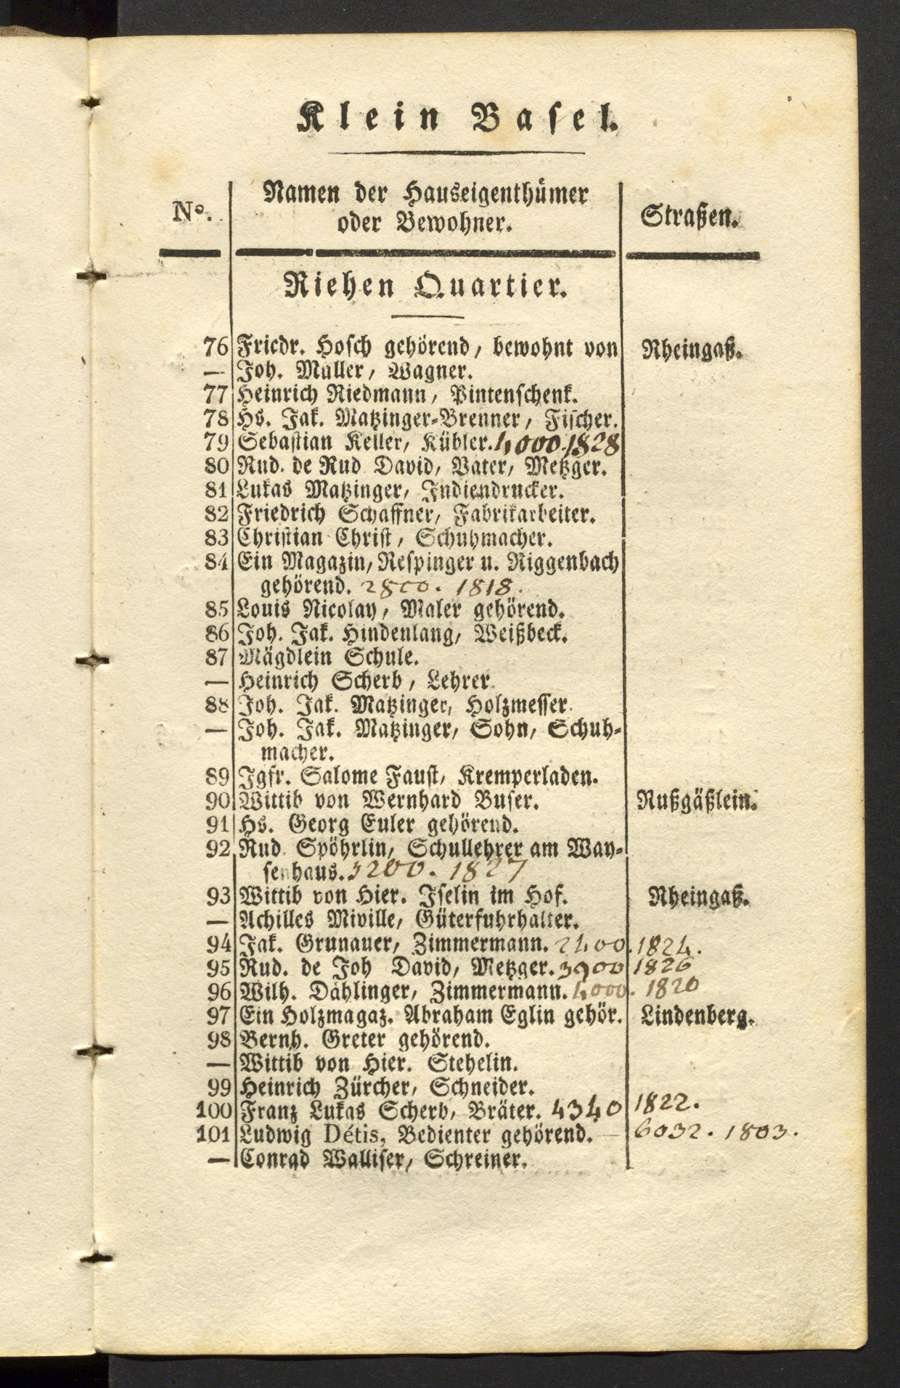 Klein Basel.
Nº.
Namen der Hauseigenthümer
oder Bewohner.
Straßen.
Riehen Quartier.
76 Friedr. Hosch gehörend, bewohnt von Rheingaß.
— Joh. Müller, Wagner.
77 Heinrich Riedmann, Pintenschenk.
78 Hs. Jak. Matzinger-Brenner, Fischer.
79 Sebastian Keller, Kübler. 4000. 1828
80 Rud. de Rud David, Vater, Metzger.
81 Lukas Matzinger, Indiendrucker.
82 Friedrich Schaffner, Fabrikarbeiter.
83 Christian Christ, Schuhmacher.
84 Ein Magazin, Respinger u. Riggenbach
gehörend. 2800. 1818.
85 Louis Nicolay, Maler gehörend.
86 Joh. Jak. Hindenlang, Weißbeck.
87 Mägdlein Schule.
— Heinrich Scherb, Lehrer.
88 Joh. Jak. Matzinger, Holzmesser.
— Joh. Jak. Matzinger, Sohn, Schuh-
macher.
89 Jgfr. Salome Faust, Kremperladen.
90 Wittib von Wernhard Buser. Nußgäßlein.
91 Hs. Georg Euler gehörend.
92 Rud. Spöhrlin, Schullehrer am Way-
senhaus. 1827
93 Wittib von Hier. Iselin im Hof. Rheingaß.
— Achilles Miville, Güterfuhrhalter.
94 Jak. Grunauer, Zimmermann. 2400. 1824.
95 Rud. de Joh David, Metzger. 3900 1826
96 Wilh. Dählinger, Zimmermann. 4000. 1820
97 Ein Holzmagaz. Abraham Eglin gehör. Lindenberg.
98 Bernh. Greter gehörend.
— Wittib von Hier. Stehelin.
99 Heinrich Zürcher, Schneider.
100 Franz Lukas Scherb, Bräter. 4340 1822.
101 Ludwig Détis, Bedienter gehörend. — 6032. 1803.
— Conrad Walliser, Schreiner.